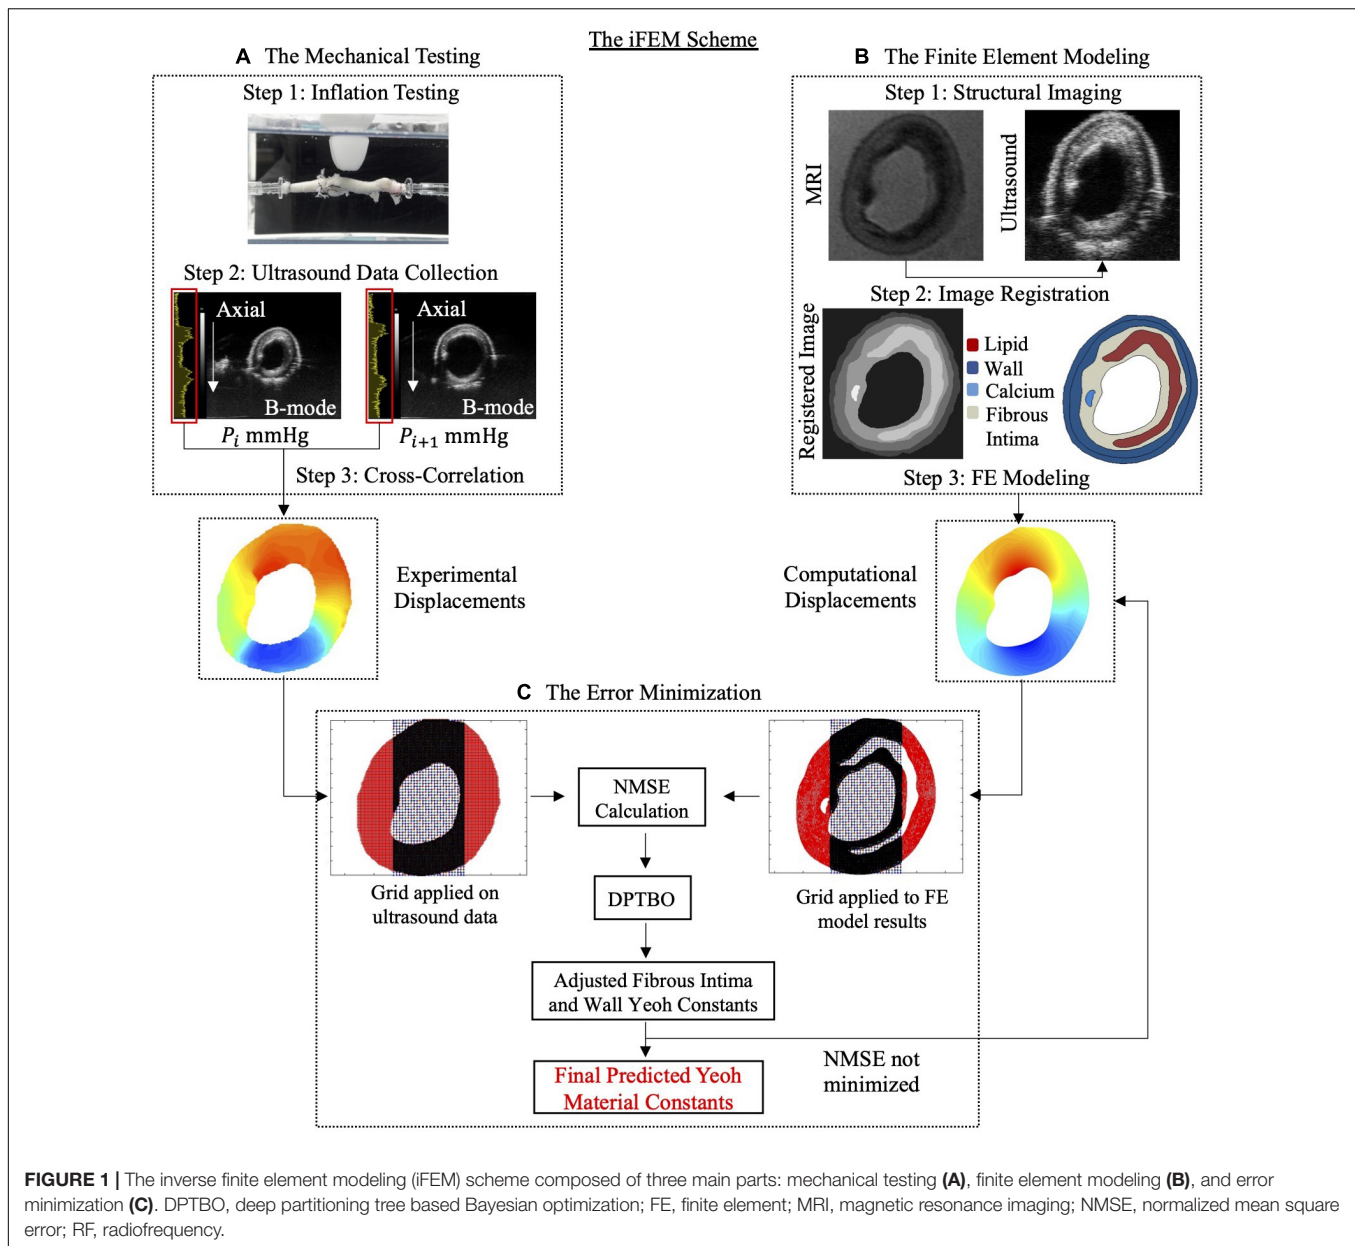 The iFEM Scheme
A The Mechanical Testing
Step 1: Inflation Testing
Step 2: Ultrasound Data Collection
Axial
B-mode
Axial
B-mode
P_i mmHg
P_{i+1} mmHg
Step 3: Cross-Correlation
Experimental
Displacements
B The Finite Element Modeling
Step 1: Structural Imaging
MRI
Ultrasound
Step 2: Image Registration
Registered Image
Lipid
Wall
Calcium
Fibrous
Intima
Step 3: FE Modeling
Computational
Displacements
C The Error Minimization
Grid applied on
ultrasound data
NMSE
Calculation
Grid applied to FE
model results
DPTBO
Adjusted Fibrous Intima
and Wall Yeoh Constants
NMSE not
minimized
Final Predicted Yeoh
Material Constants
FIGURE 1 | The inverse finite element modeling (iFEM) scheme composed of three main parts: mechanical testing (A), finite element modeling (B), and error
minimization (C). DPTBO, deep partitioning tree based Bayesian optimization; FE, finite element; MRI, magnetic resonance imaging; NMSE, normalized mean square
error; RF, radiofrequency.